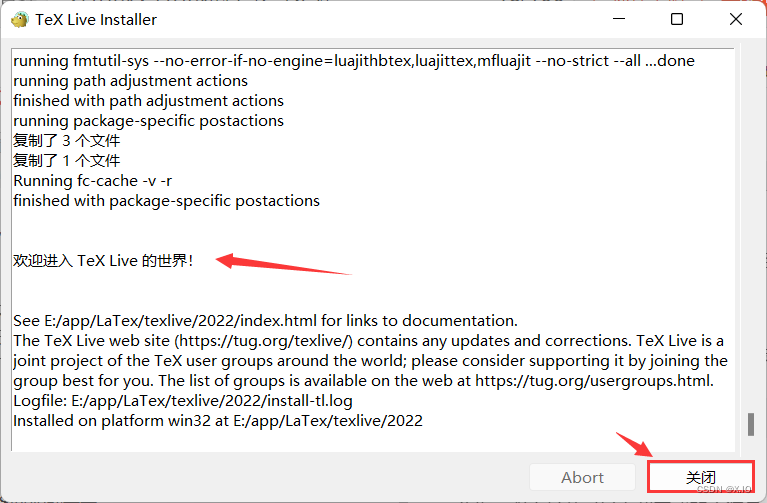 TeX Live Installer
running fmtutil-sys --no-error-if-no-engine=luajithbtex,luajittex,mfluajit --no-strict --all ...done
running path adjustment actions
finished with path adjustment actions
running package-specific postactions
复制了 3 个文件
复制了 1 个文件
Running fc-cache -v -r
finished with package-specific postactions
欢迎进入 TeX Live 的世界！
See E:/app/LaTex/texlive/2022/index.html for links to documentation.
The TeX Live web site (https://tug.org/texlive/) contains any updates and corrections. TeX Live is a
joint project of the TeX user groups around the world; please consider supporting it by joining the
group best for you. The list of groups is available on the web at https://tug.org/usergroups.html.
Logfile: E:/app/LaTex/texlive/2022/install-tl.log
Installed on platform win32 at E:/app/LaTex/texlive/2022
Abort
关闭
CSDN